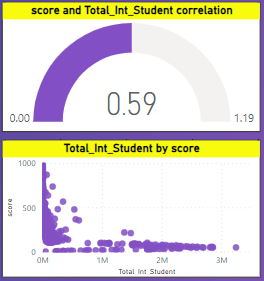 score and Total_Int_Student correlation
0.59
0.00 1.19
Total_Int_Student by score
1000
500
0
score
0M 1M 2M 3M
Total_Int_Student